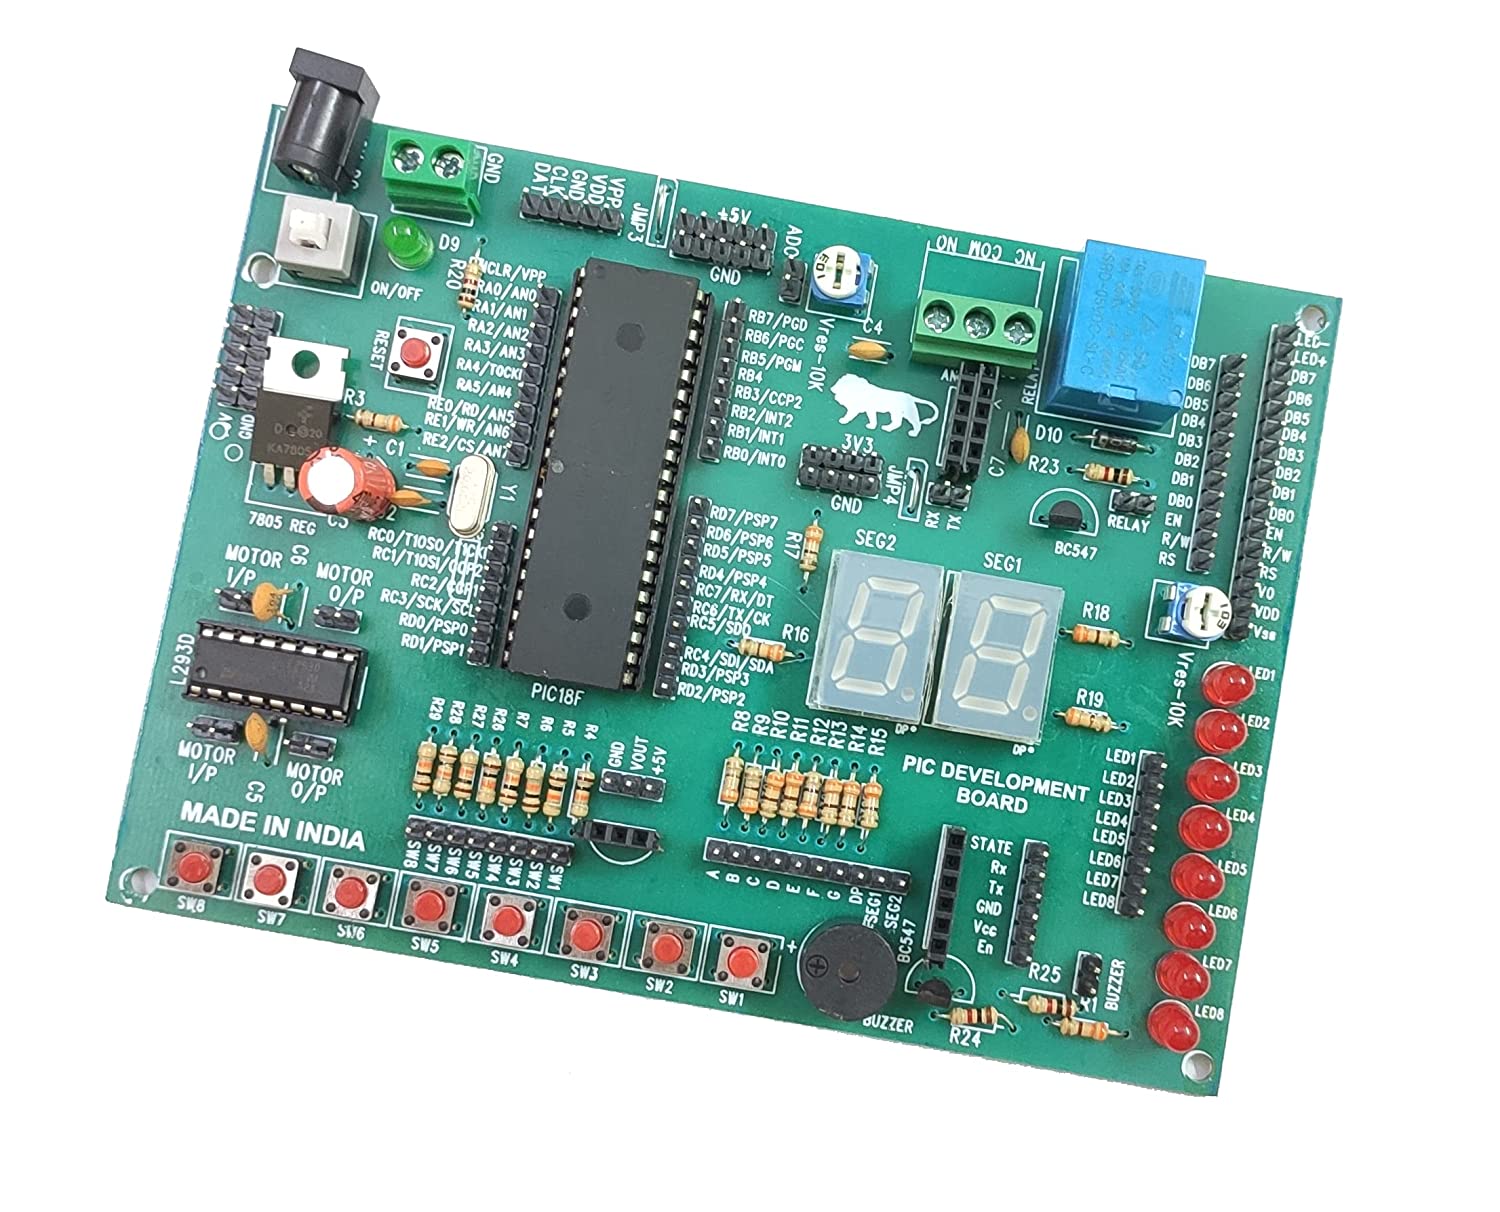 GND
D9
ON/OFF
DAT
CLK
GND
VDD
VPP
JMP3
+5V
GND
ADC
Vres-10K
C4
NO COM NC
R20
MCLR/VPP
RA0/AN0
RA1/AN1
RA2/AN2
RA3/AN3
RA4/TOCKI
RA5/AN4
RE0/RD/AN5
RE1/WR/AN6
RE2/CS/AN7
RB7/PGD
RB6/PGC
RB5/PGM
RB4
RB3/CCP2
RB2/INT2
RB1/INT1
RB0/INT0
RESET
GND
R3
+
C1
KA7805
7805 REG
Y1
3V3
GND
JMP4
RX
TX
C7
D10
R23
RELAY
BC547
DB7
DB6
DB5
DB4
DB3
DB2
DB1
DB0
EN
R/W
RS
LED-
LED+
DB7
DB6
DB5
DB4
DB3
DB2
DB1
DB0
EN
R/W
RS
VO
VDD
Vss
Vres-10K
RC0/T1OSO/T1CKI
RC1/T1OSI/CCP2
RC2/CCP1
RC3/SCK/SCL
RD0/PSP0
RD1/PSP1
RD7/PSP7
RD6/PSP6
RD5/PSP5
RD4/PSP4
RC7/RX/DT
RC6/TX/CK
RC5/SDO
RC4/SDI/SDA
RD3/PSP3
RD2/PSP2
PIC18F
R17
R16
SEG2
SEG1
DP
DP
R18
R19
MOTOR
I/P
C6
MOTOR
O/P
L293D
MOTOR
I/P
C5
MOTOR
O/P
MADE IN INDIA
R29
R28
R27
R26
R7
R6
R5
R4
GND
VOUT
+5V
SW8
SW7
SW6
SW5
SW4
SW3
SW2
SW1
R8
R9
R10
R11
R12
R13
R14
R15
A
B
C
D
E
F
G
DP
SEG1
SEG2
PIC DEVELOPMENT
BOARD
STATE
Rx
Tx
GND
Vcc
En
LED1
LED2
LED3
LED4
LED5
LED6
LED7
LED8
LED1
LED2
LED3
LED4
LED5
LED6
LED7
LED8
SW8
SW7
SW6
SW5
SW4
SW3
SW2
SW1
+
BUZZER
BC547
R24
R25
BUZZER